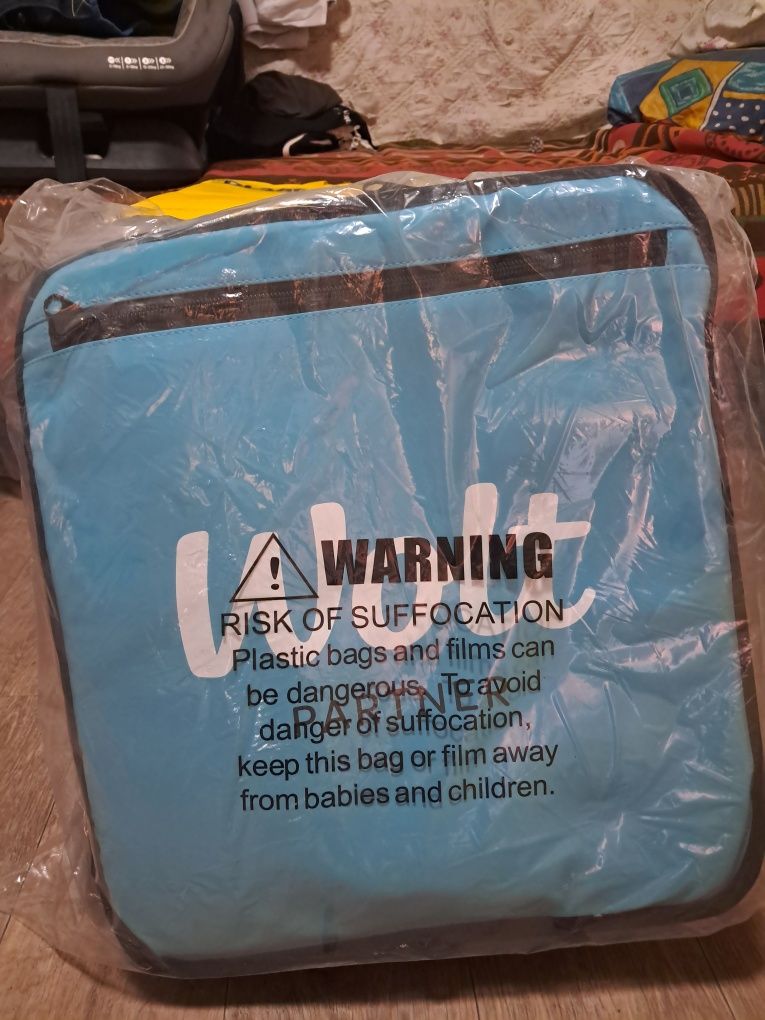 Wolt
WARNING
RISK OF SUFFOCATION
Plastic bags and films can
be dangerous. To avoid
PARTNER
danger of suffocation,
keep this bag or film away
from babies and children.